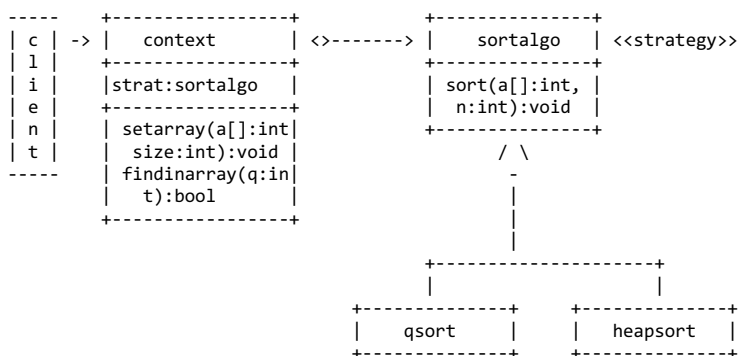 -----     +----------------+             +--------------+
| c | -> |    context     | <>-------> |   sortalgo   | <<strategy>>
| l |    +----------------+            +--------------+
| i |    |strat:sortalgo  |            | sort(a[]:int, |
| e |    +----------------+            |  n:int):void |
| n |    | setarray(a[]:int|            +--------------+
| t |    |  size:int):void |                  / \
-----     | findinarray(q:in|                   -
          |   t):bool       |                   |
          +----------------+                   |
                                                |
                                        +--------------------+
                                        |                    |
                                 +--------------+     +--------------+
                                 |    qsort     |     |   heapsort   |
                                 +--------------+     +--------------+